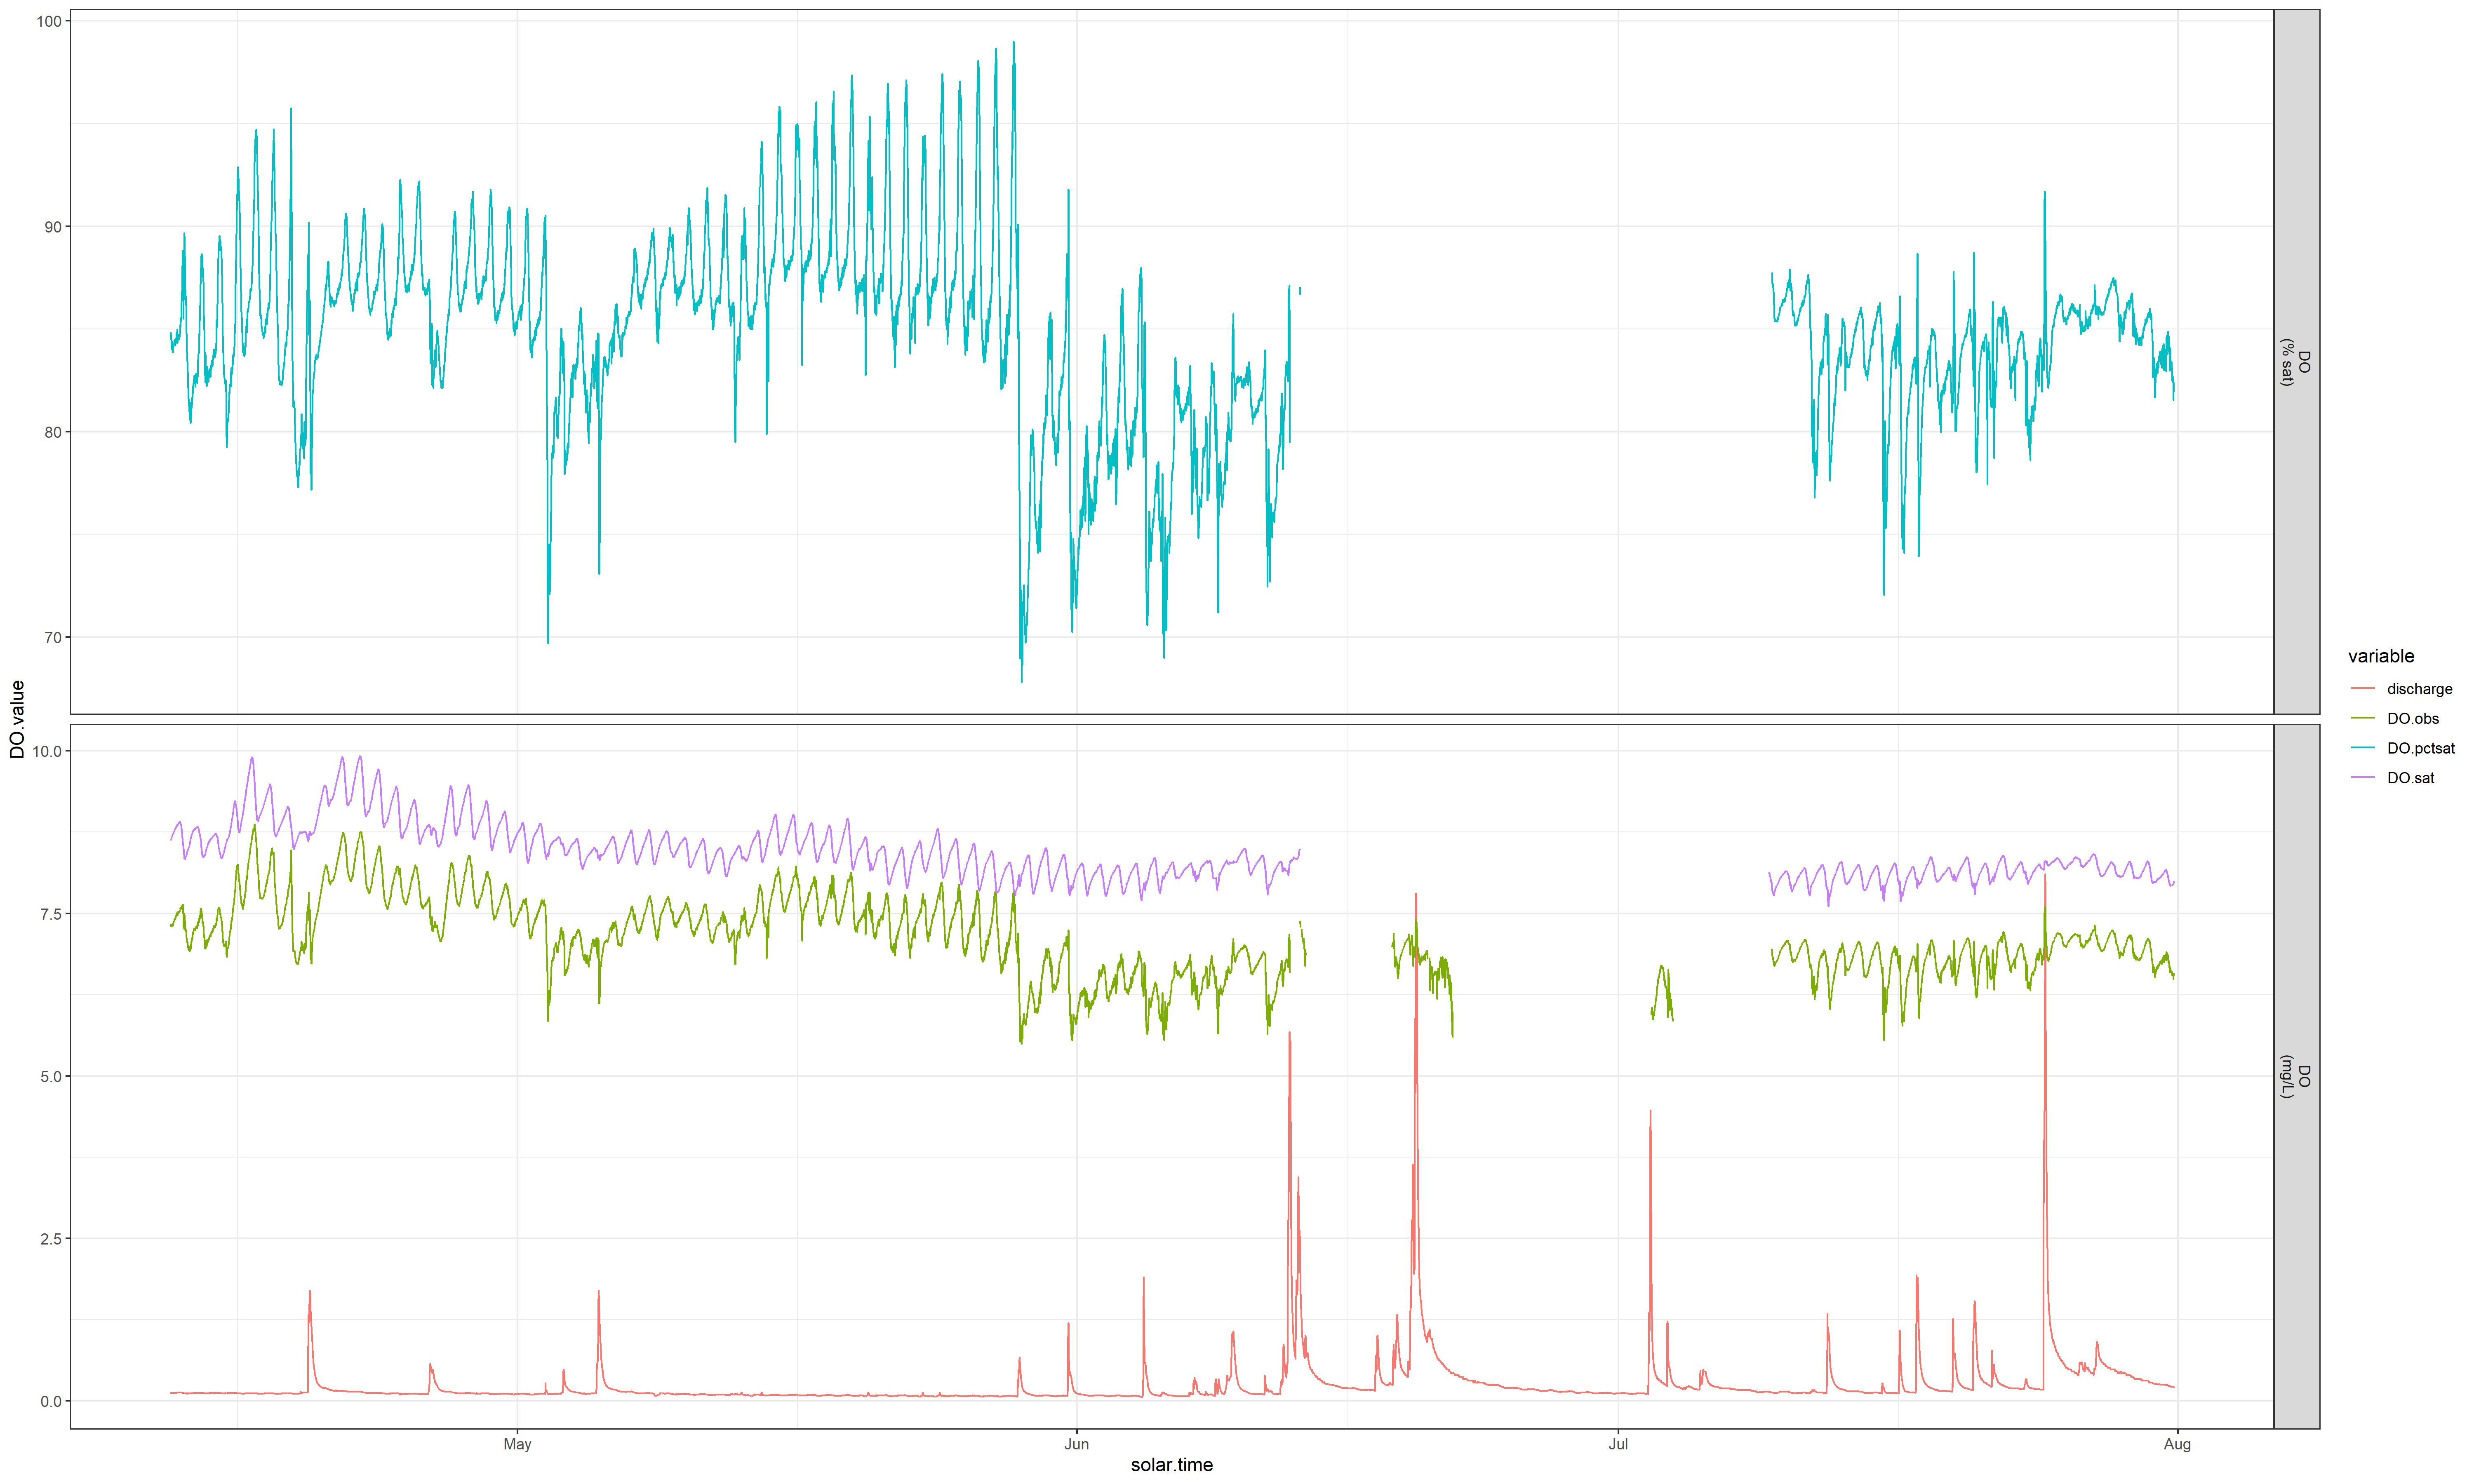 100
90
80
70
DO
(% sat)
DO.value
10.0
7.5
5.0
2.5
0.0
DO
(mg/L)
May
Jun
Jul
Aug
solar.time
variable
discharge
DO.obs
DO.pctsat
DO.sat